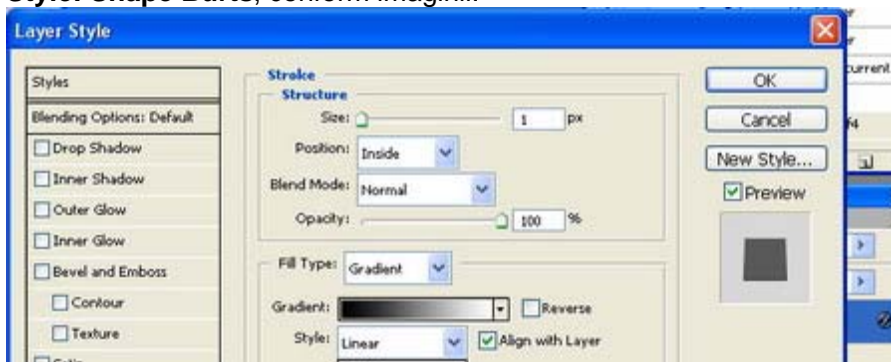 Layer Style
Styles
Blending Options: Default
Drop Shadow
Inner Shadow
Outer Glow
Inner Glow
Bevel and Emboss
Contour
Texture
Stroke
Structure
Size: 1 px
Position: Inside
Blend Mode: Normal
Opacity: 100 %
Fill Type: Gradient
Gradient: Reverse
Style: Linear Align with Layer
OK
Cancel
New Style...
Preview
current